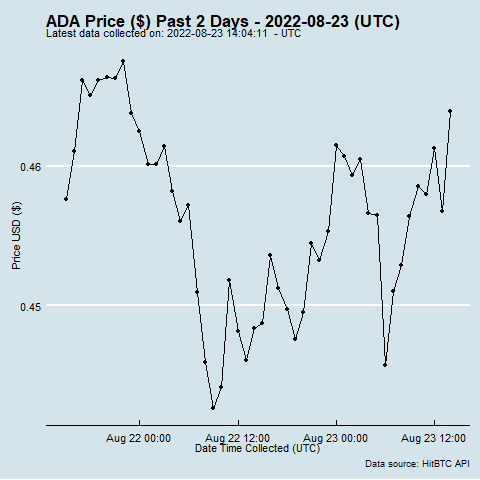 ADA Price ($) Past 2 Days - 2022-08-23 (UTC)
Latest data collected on: 2022-08-23 14:04:11 - UTC
0.46
Price USD ($)
0.45
Aug 22 00:00 Aug 22 12:00 Aug 23 00:00 Aug 23 12:00
Date Time Collected (UTC)
Data source: HitBTC API